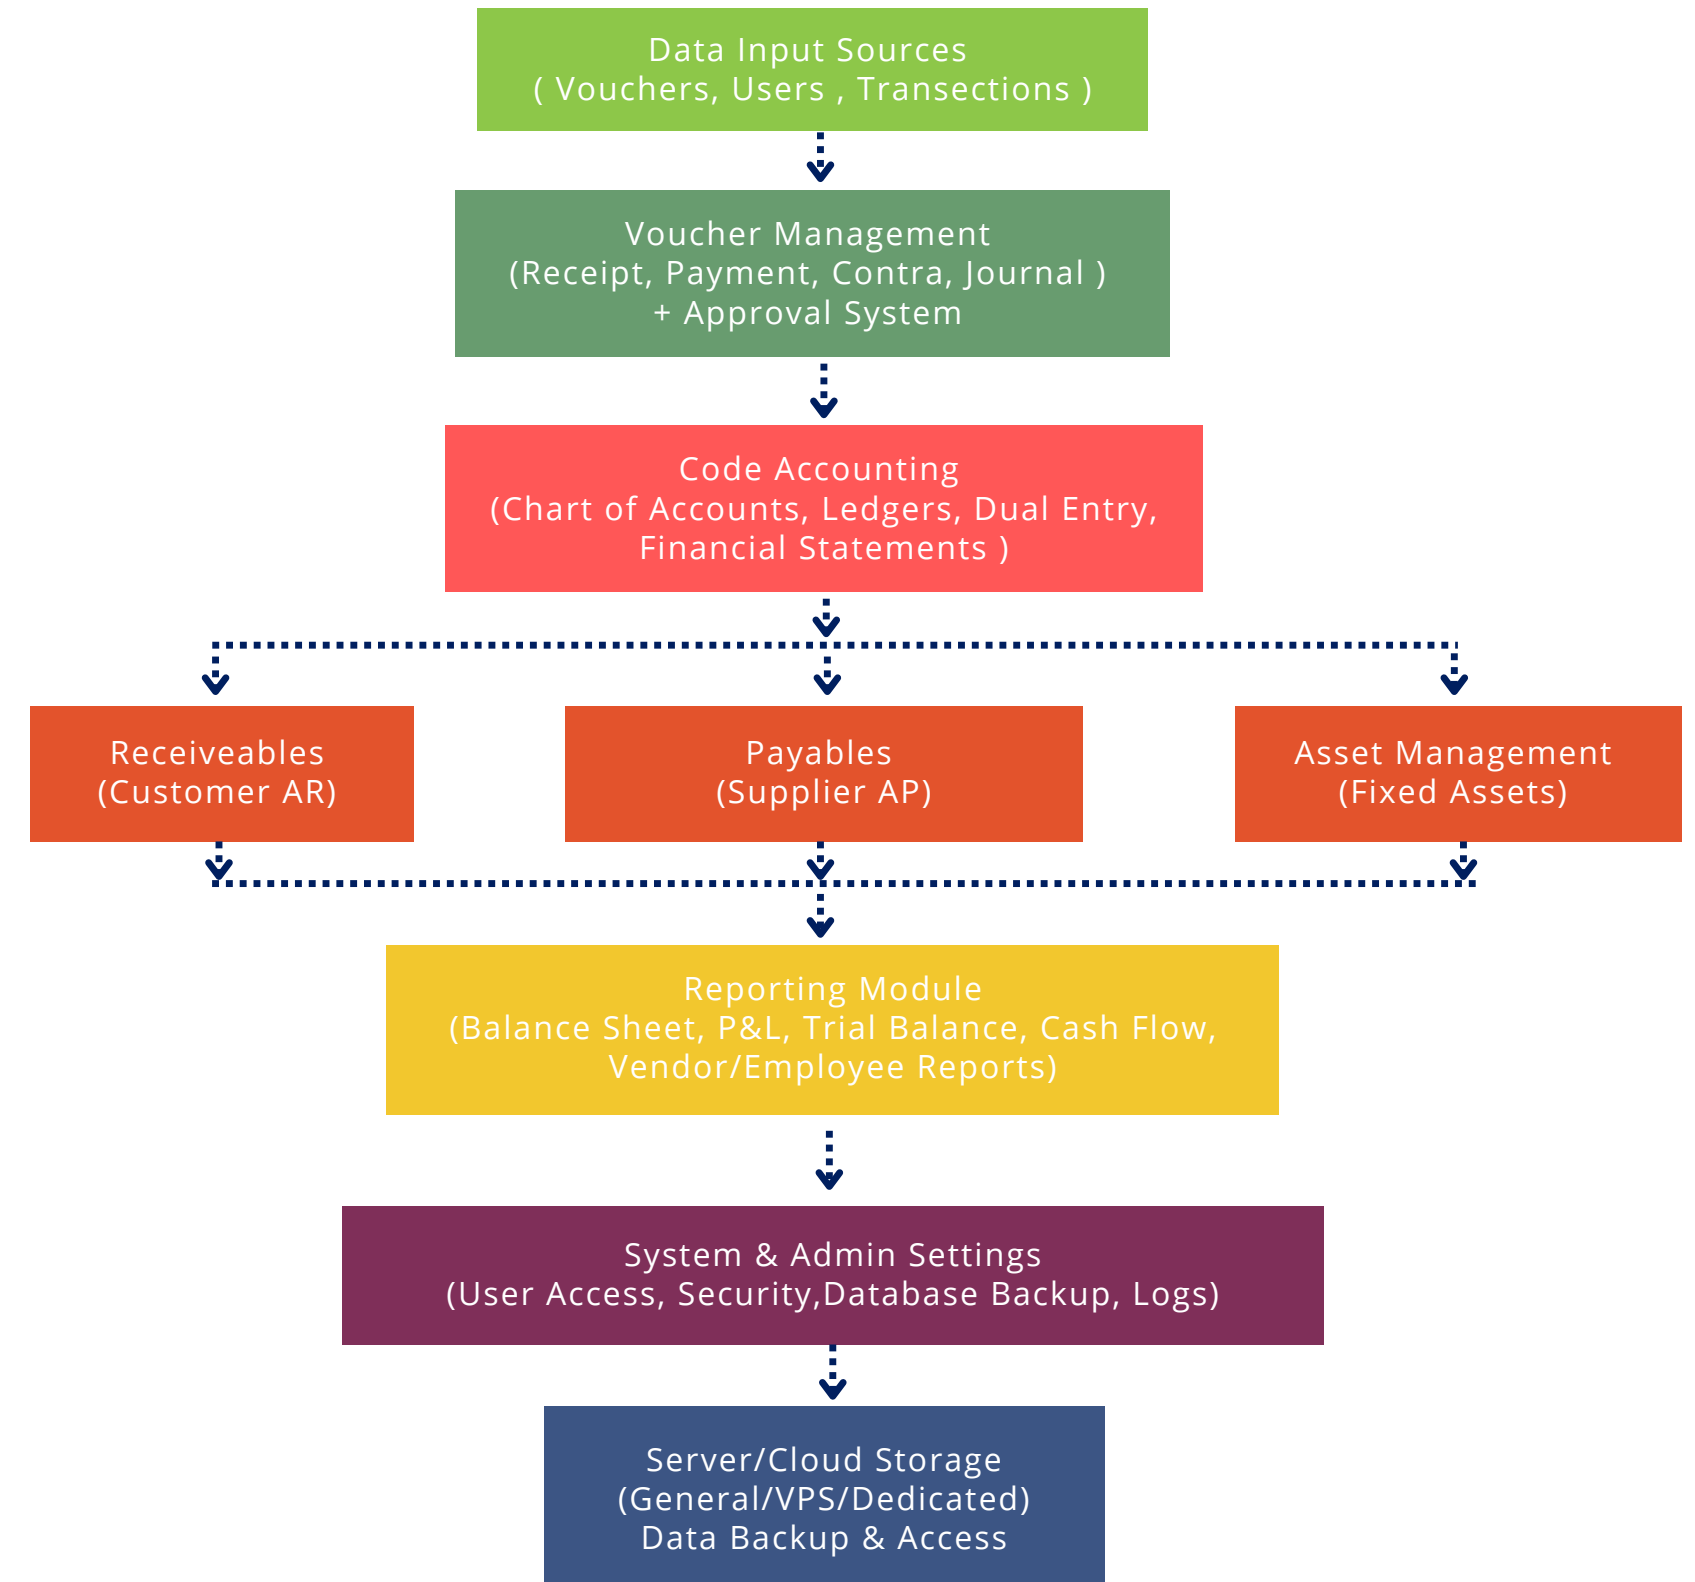 Data Input Sources
( Vouchers, Users , Transections )
Voucher Management
(Receipt, Payment, Contra, Journal )
+ Approval System
Code Accounting
(Chart of Accounts, Ledgers, Dual Entry,
Financial Statements )
Receiveables
(Customer AR)
Payables
(Supplier AP)
Asset Management
(Fixed Assets)
Reporting Module
(Balance Sheet, P&L, Trial Balance, Cash Flow,
Vendor/Employee Reports)
System & Admin Settings
(User Access, Security,Database Backup, Logs)
Server/Cloud Storage
(General/VPS/Dedicated)
Data Backup & Access